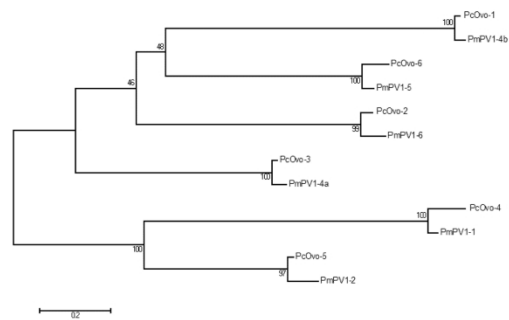 PcOvo-1
100
PmPV1-4b
48
PcOvo-6
100
PmPV1-5
46
PcOvo-2
99
PmPV1-6
PcOvo-3
100
PmPV1-4a
PcOvo-4
100
PmPV1-1
100
PcOvo-5
97
PmPV1-2
0.2